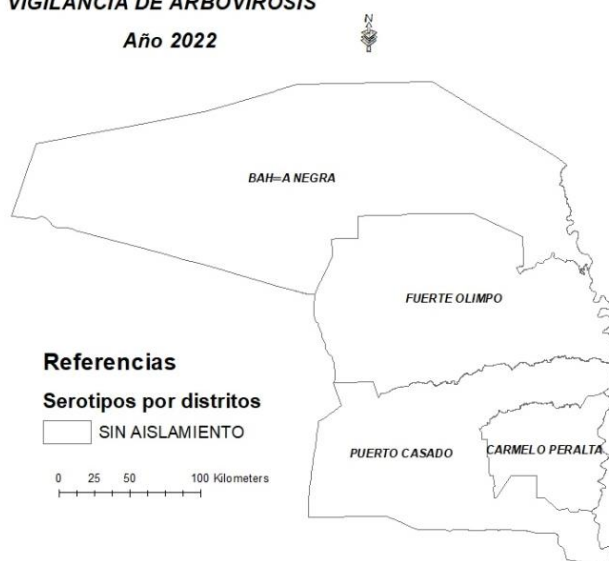 VIGILANCIA DE ARBOVIROSIS
Año 2022
N
BAH=A NEGRA
FUERTE OLIMPO
Referencias
Serotipos por distritos
SIN AISLAMIENTO
PUERTO CASADO
CARMELO PERALTA
0 25 50 100 Kilometers